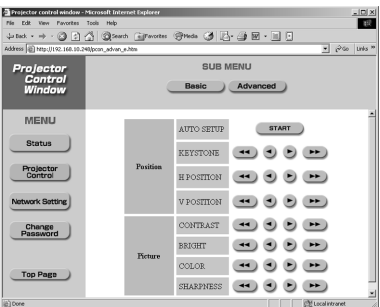 Projector control window - Microsoft Internet Explorer
File Edit View Favorites Tools Help
Back Search Favorites Media
Address http://192.168.10.248/pcon_advan_e.htm Go Links »
Projector Control Window
SUB MENU
Basic Advanced
MENU
Status
Projector Control
Network Setting
Change Password
Top Page
Position
AUTO SETUP START
KEYSTONE
H POSITION
V POSITION
Picture
CONTRAST
BRIGHT
COLOR
SHARPNESS
Done Local intranet